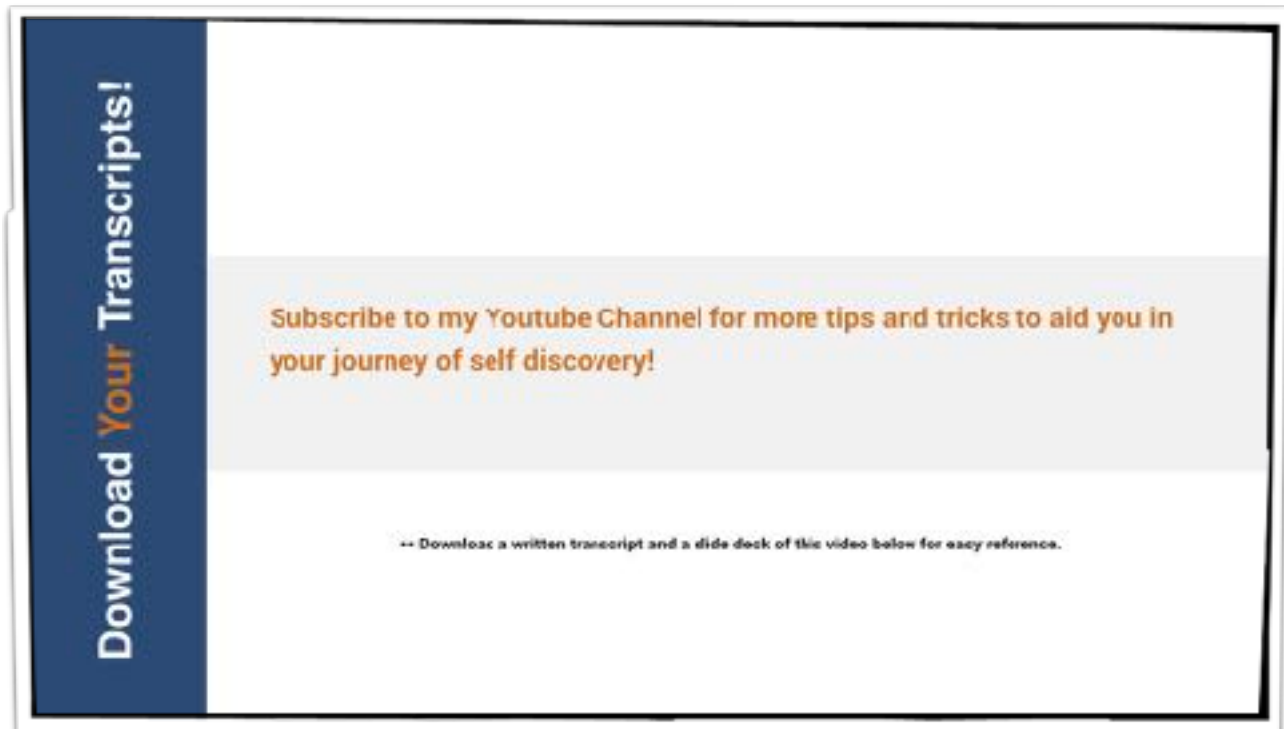 Download Your Transcripts!
Subscribe to my Youtube Channel for more tips and tricks to aid you in
your journey of self discovery!
-- Download a written transcript and a slide deck of this video below for easy reference.